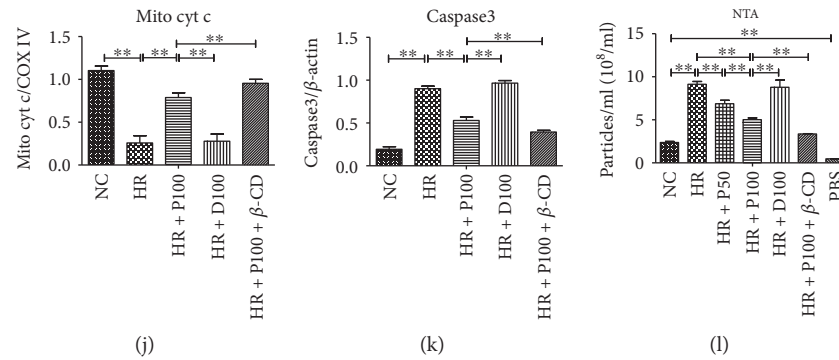 Mito cyt c
Mito cyt c/COX IV
1.5
1.0
0.5
0.0
** ** **
**
NC
HR
HR + P100
HR + D100
HR + P100 + β-CD
(j)
Caspase3
Caspase3/β-actin
1.5
1.0
0.5
0.0
** ** **
**
NC
HR
HR + P100
HR + D100
HR + P100 + β-CD
(k)
NTA
Particles/ml (10⁸/ml)
15
10
5
0
**
** **
** ** ** **
NC
HR
HR + P50
HR + P100
HR + D100
HR + P100 + β-CD
PBS
(l)